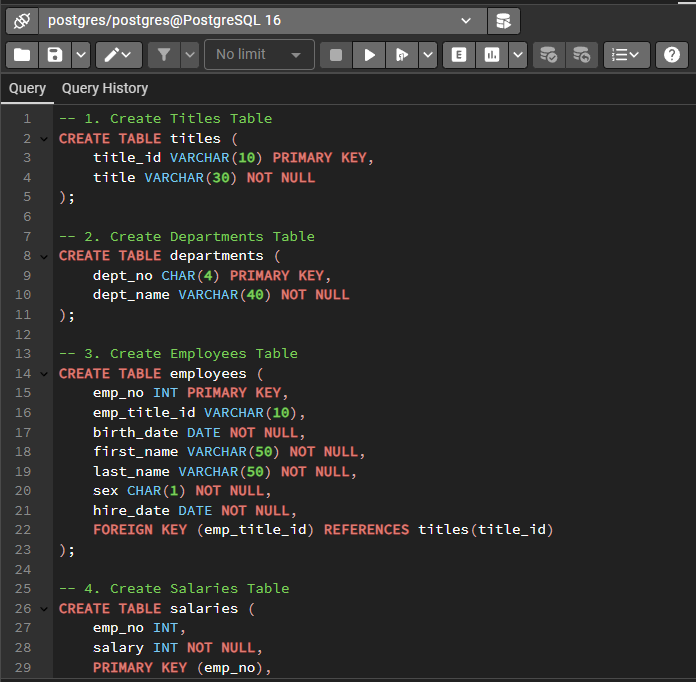 postgres/postgres@PostgreSQL 16
No limit
E
Query Query History
1 -- 1. Create Titles Table
2 CREATE TABLE titles (
3     title_id VARCHAR(10) PRIMARY KEY,
4     title VARCHAR(30) NOT NULL
5 );
6
7 -- 2. Create Departments Table
8 CREATE TABLE departments (
9     dept_no CHAR(4) PRIMARY KEY,
10     dept_name VARCHAR(40) NOT NULL
11 );
12
13 -- 3. Create Employees Table
14 CREATE TABLE employees (
15     emp_no INT PRIMARY KEY,
16     emp_title_id VARCHAR(10),
17     birth_date DATE NOT NULL,
18     first_name VARCHAR(50) NOT NULL,
19     last_name VARCHAR(50) NOT NULL,
20     sex CHAR(1) NOT NULL,
21     hire_date DATE NOT NULL,
22     FOREIGN KEY (emp_title_id) REFERENCES titles(title_id)
23 );
24
25 -- 4. Create Salaries Table
26 CREATE TABLE salaries (
27     emp_no INT,
28     salary INT NOT NULL,
29     PRIMARY KEY (emp_no),